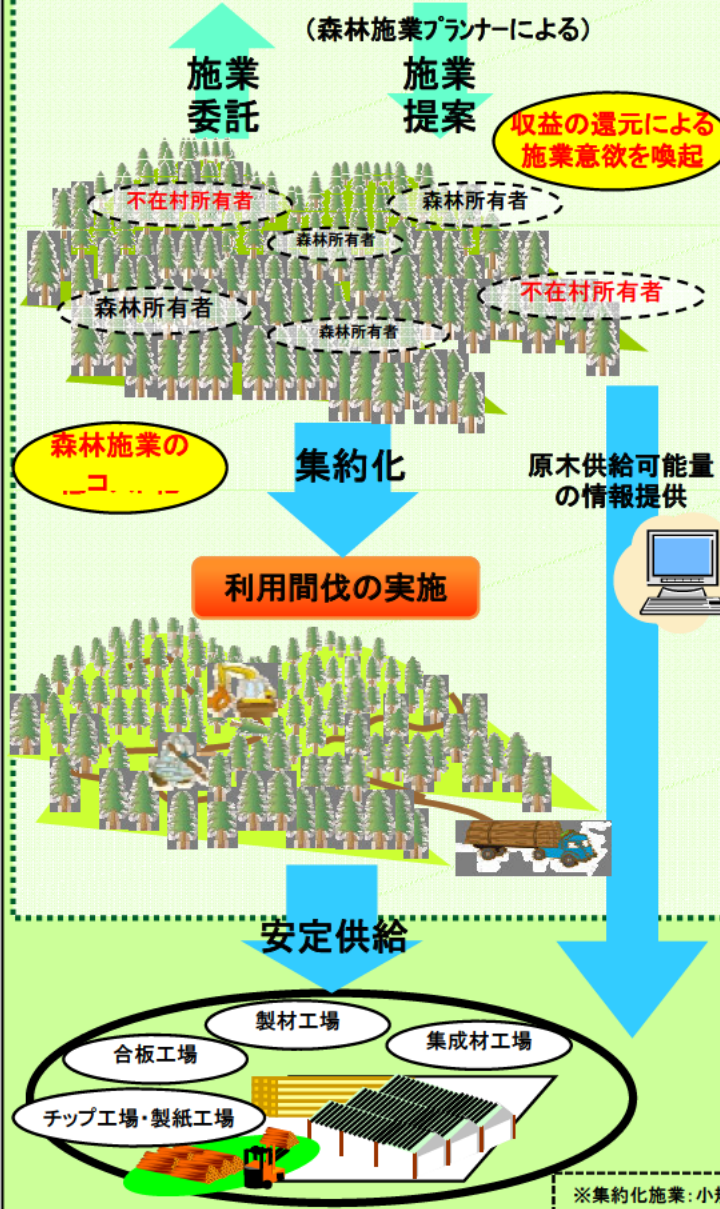 （森林施業プランナーによる）
施業
委託
施業
提案
収益の還元による
施業意欲を喚起
不在村所有者
森林所有者
森林所有者
森林所有者
不在村所有者
森林所有者
森林施業の
集約化
原木供給可能量
の情報提供
利用間伐の実施
安定供給
製材工場
合板工場
集成材工場
チップ工場・製紙工場
※集約化施業：小規